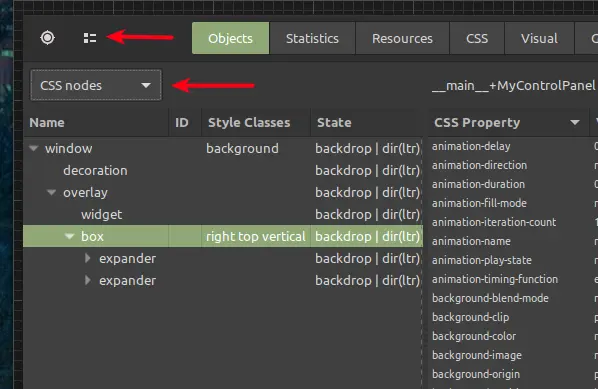 Objects Statistics Resources CSS Visual
CSS nodes __main__+MyControlPanel
Name ID Style Classes State CSS Property
window background backdrop | dir(ltr) animation-delay
decoration backdrop | dir(ltr) animation-direction
overlay backdrop | dir(ltr) animation-duration
widget backdrop | dir(ltr) animation-fill-mode
box right top vertical backdrop | dir(ltr) animation-iteration-count
expander backdrop | dir(ltr) animation-name
expander backdrop | dir(ltr) animation-play-state
animation-timing-function
background-blend-mode
background-clip
background-color
background-image
background-origin